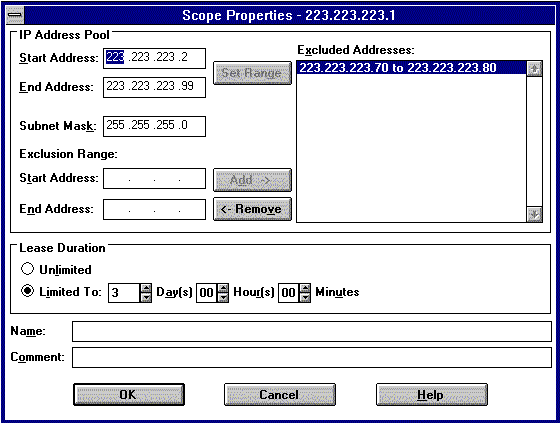 Scope Properties - 223.223.223.1
IP Address Pool
Start Address: 223 .223 .223 .2
Set Range
End Address: 223 .223 .223 .99
Subnet Mask: 255 .255 .255 .0
Exclusion Range:
Start Address: . . .
Add ->
End Address: . . .
<- Remove
Excluded Addresses:
223.223.223.70 to 223.223.223.80
Lease Duration
Unlimited
Limited To: 3 Day(s) 00 Hour(s) 00 Minutes
Name:
Comment:
OK Cancel Help